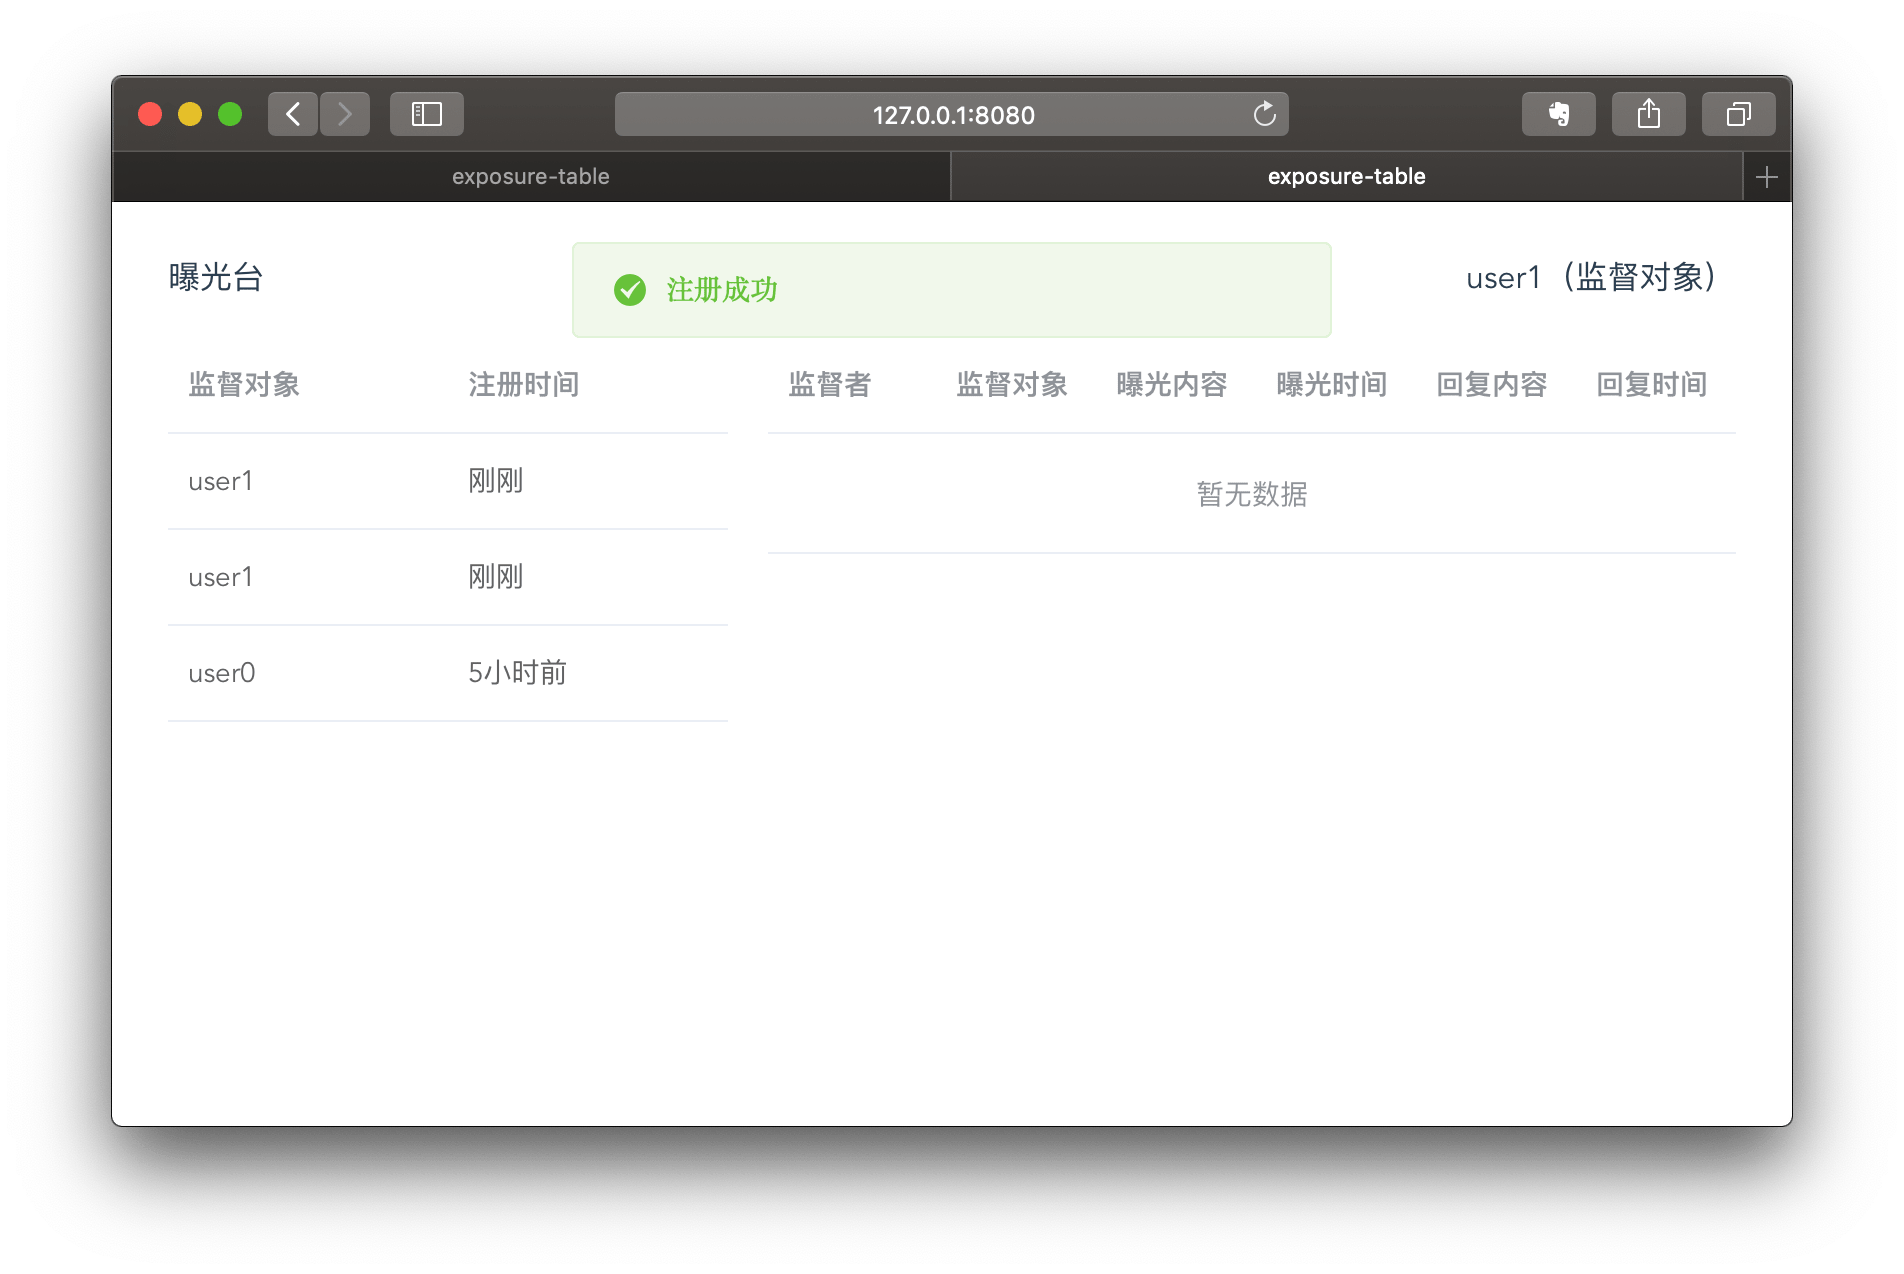 127.0.0.1:8080
exposure-table exposure-table
曝光台 注册成功 user1（监督对象）
监督对象 注册时间 监督者 监督对象 曝光内容 曝光时间 回复内容 回复时间
user1 刚刚
暂无数据
user1 刚刚
user0 5小时前